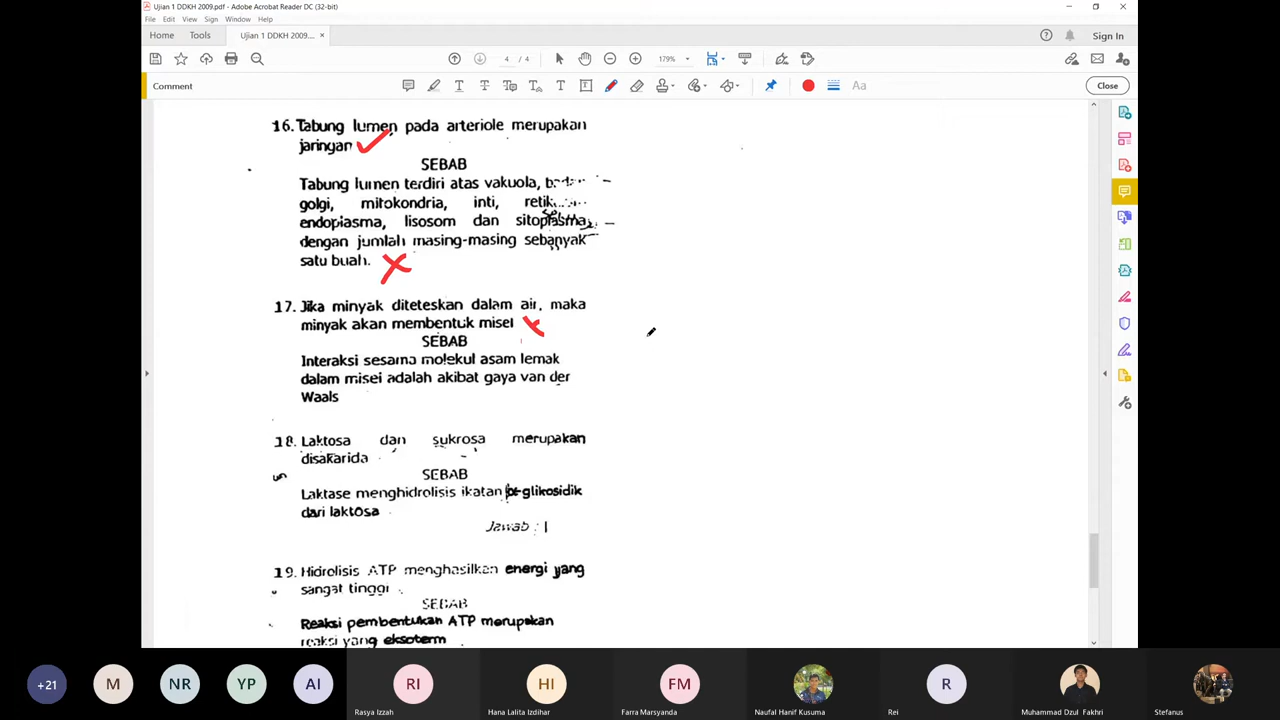 Ujian 1 DDKH 2009.pdf - Adobe Acrobat Reader DC (32-bit)
File Edit View Sign Window Help
Home Tools Ujian 1 DDKH 2009.... × Sign In
4 / 4 179%
Comment Close
16. Tabung lumen pada arteriole merupakan
jaringan
SEBAB
Tabung lumen terdiri atas vakuola, badan
golgi, mitokondria, inti,
endoplasma, lisosom dan sitoplasma,
dengan jumlah masing-masing sebanyak
satu buah.
17. Jika minyak diteteskan dalam air, maka
minyak akan membentuk misel
SEBAB
Interaksi sesama molekul asam lemak
dalam misel adalah akibat gaya van der
Waals
18. Laktosa dan sukrosa merupakan
disakarida
SEBAB
Laktase menghidrolisis ikatan -glikosidik
dari laktosa
Jawab : 1
19. Hidrolisis ATP menghasilkan energi yang
sangat tinggi
SEBAB
Reaksi pembentukan ATP merupakan
reaksi yang eksoterm
+21 M NR YP AI RI HI FM R
Rasya Izzah Hana Lalita Izdihar Farra Marsyanda Naufal Hanif Kusuma Rei Muhammad Dzul Fakhri Stefanus